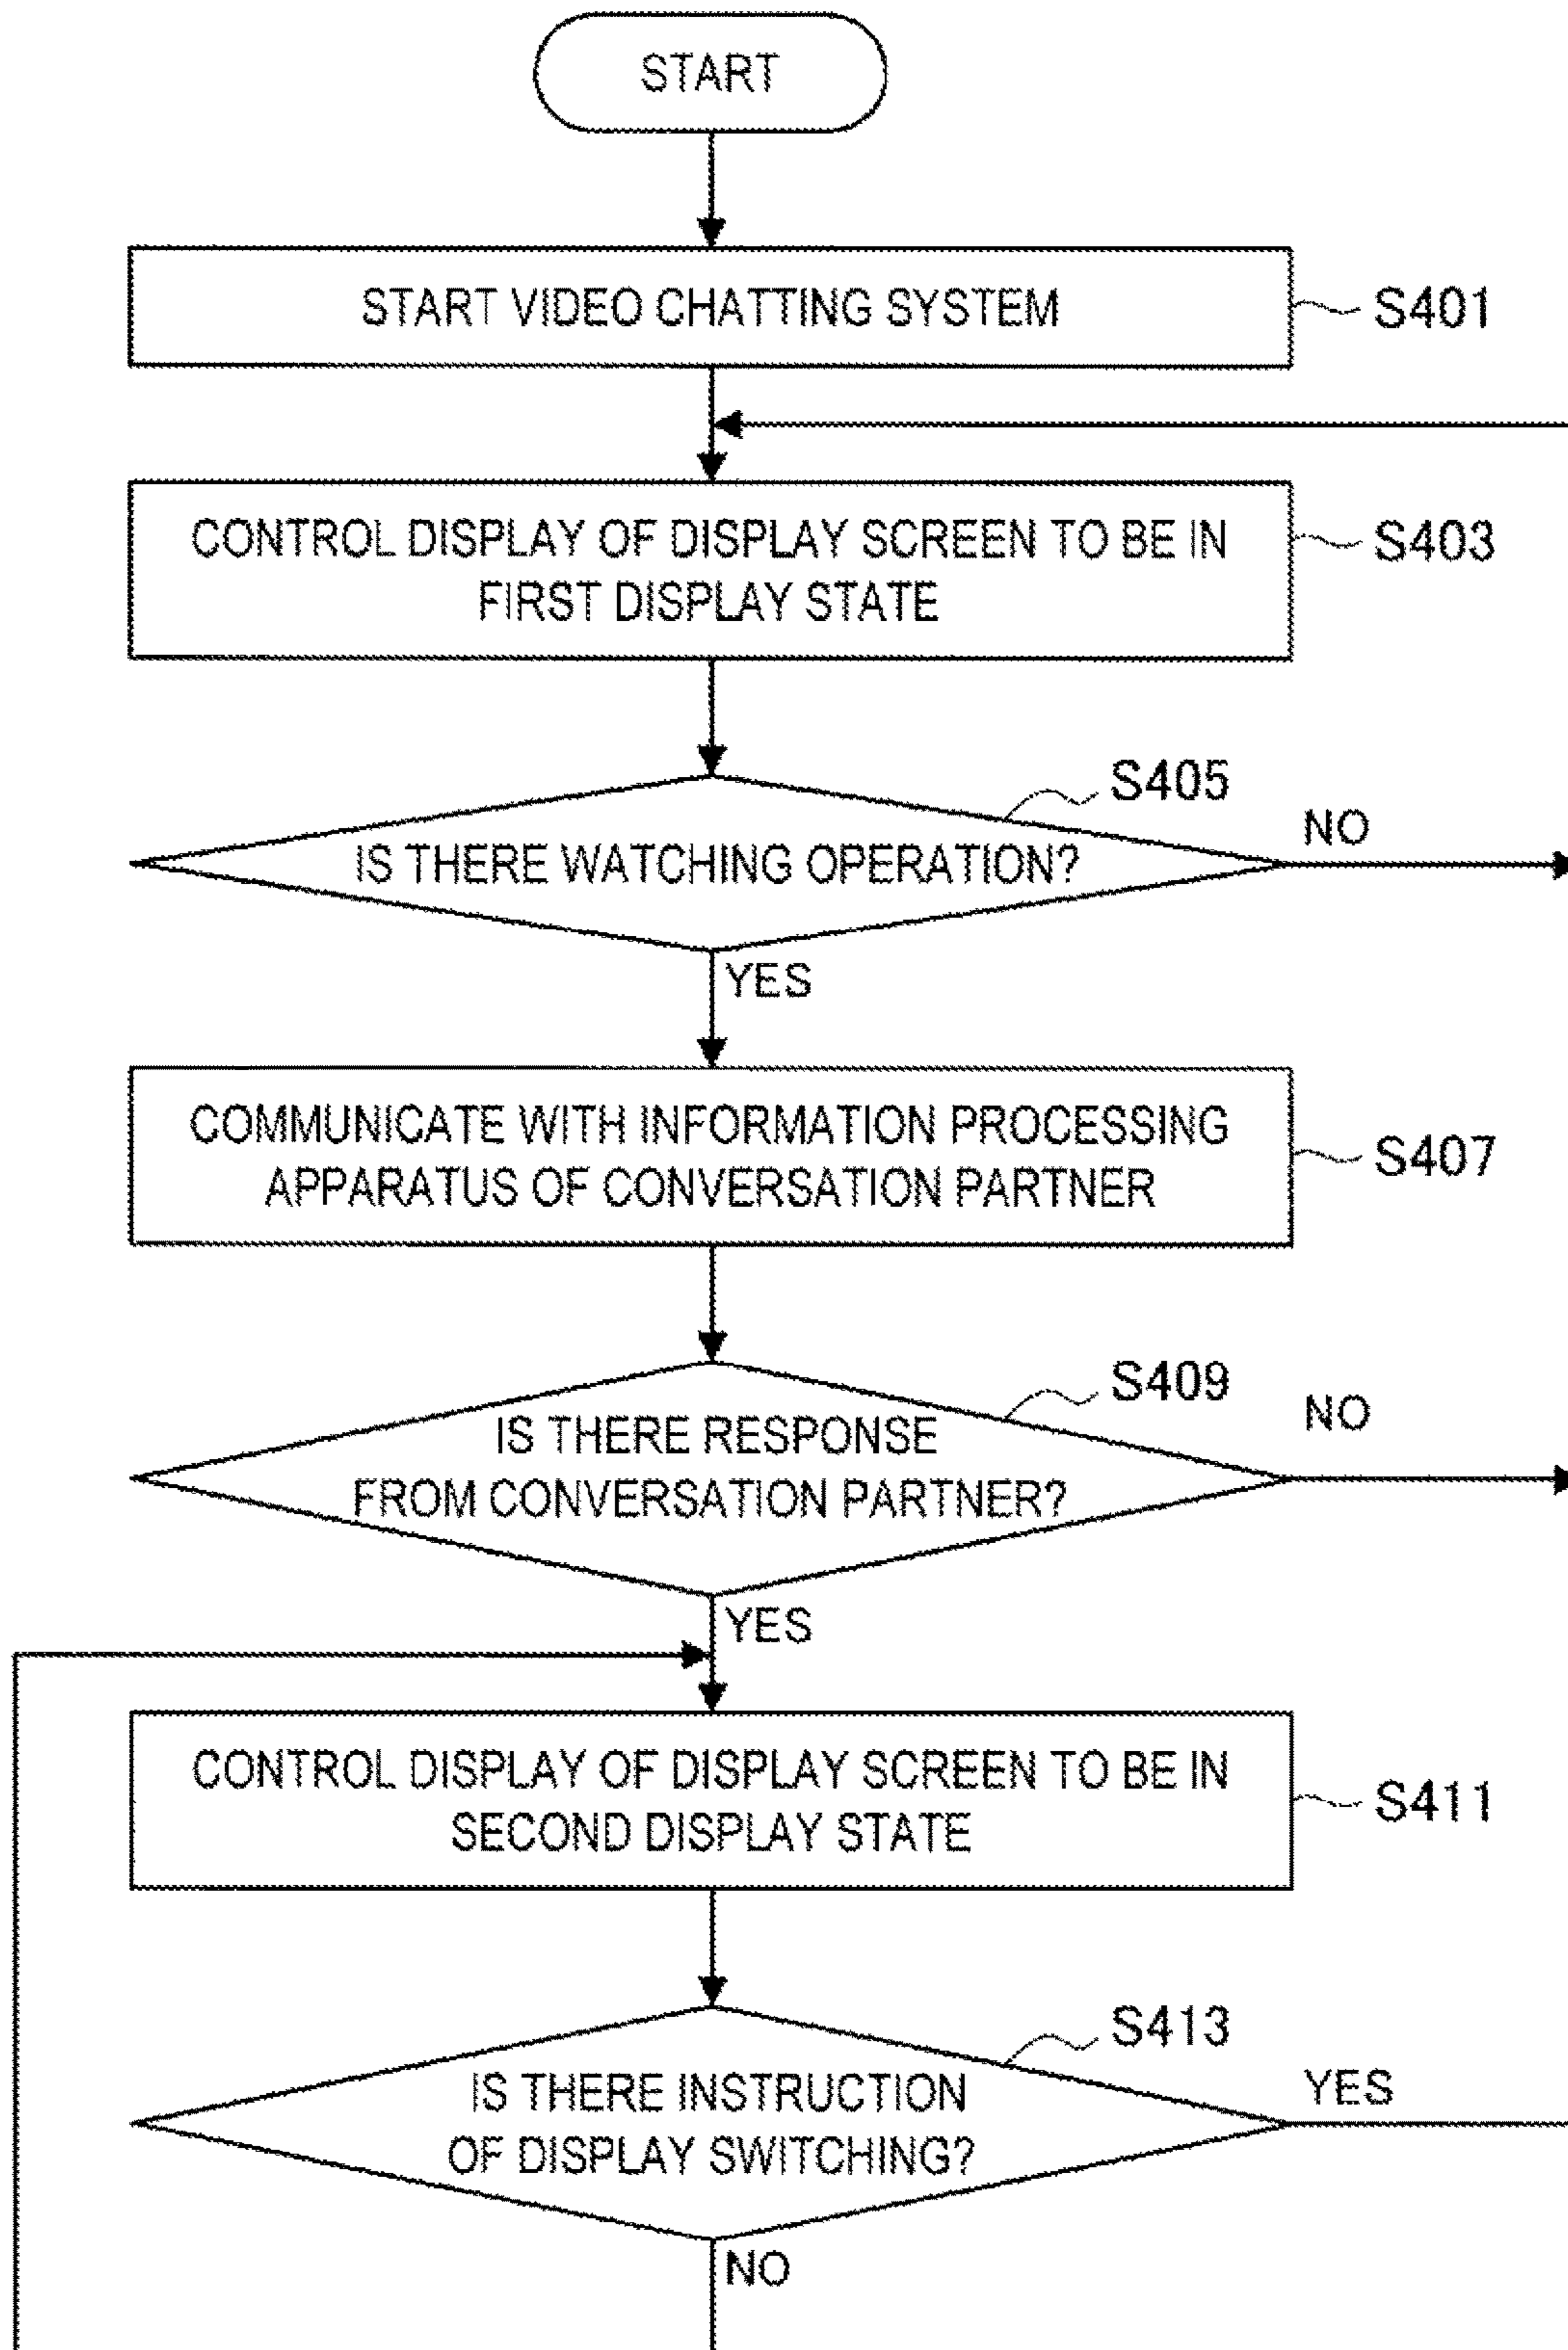 START
START VIDEO CHATTING SYSTEM
S401
CONTROL DISPLAY OF DISPLAY SCREEN TO BE IN
FIRST DISPLAY STATE
S403
S405
IS THERE WATCHING OPERATION?
NO
YES
COMMUNICATE WITH INFORMATION PROCESSING
APPARATUS OF CONVERSATION PARTNER
S407
S409
IS THERE RESPONSE
FROM CONVERSATION PARTNER?
NO
YES
CONTROL DISPLAY OF DISPLAY SCREEN TO BE IN
SECOND DISPLAY STATE
S411
S413
IS THERE INSTRUCTION
OF DISPLAY SWITCHING?
YES
NO